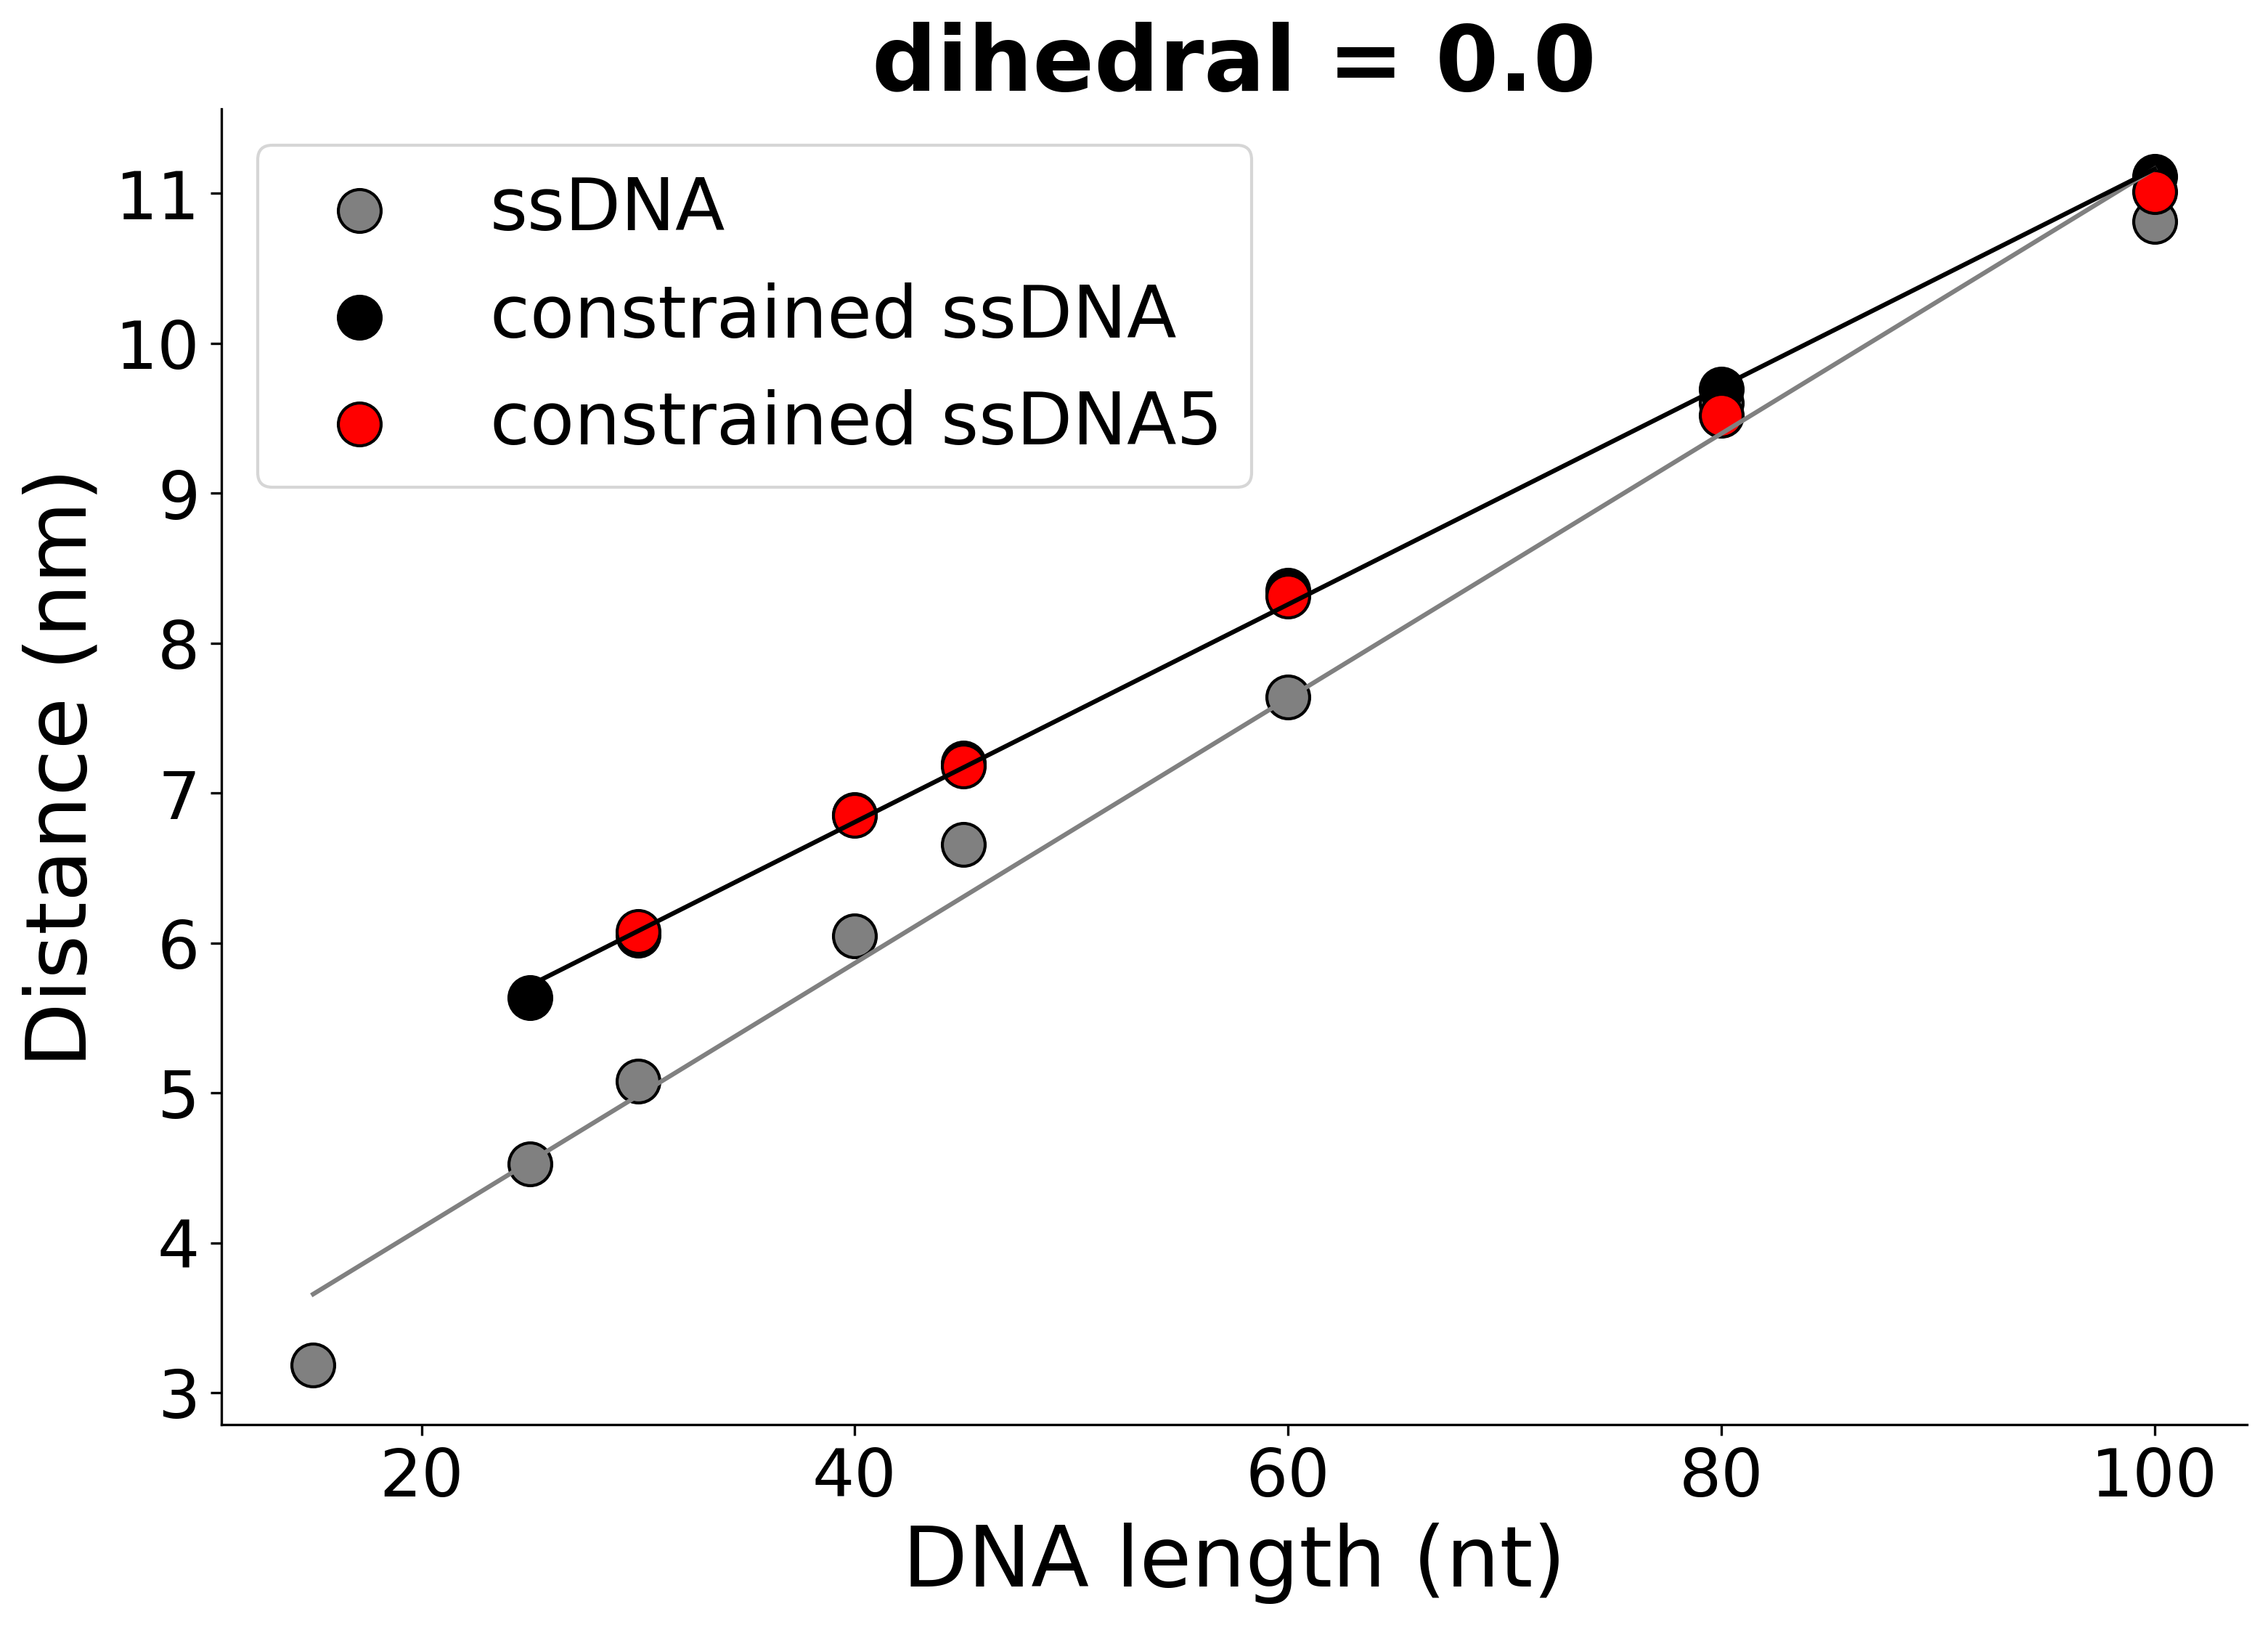 dihedral = 0.0
ssDNA
constrained ssDNA
constrained ssDNA5
Distance (nm)
11
10
9
8
7
6
5
4
3
20 40 60 80 100
DNA length (nt)